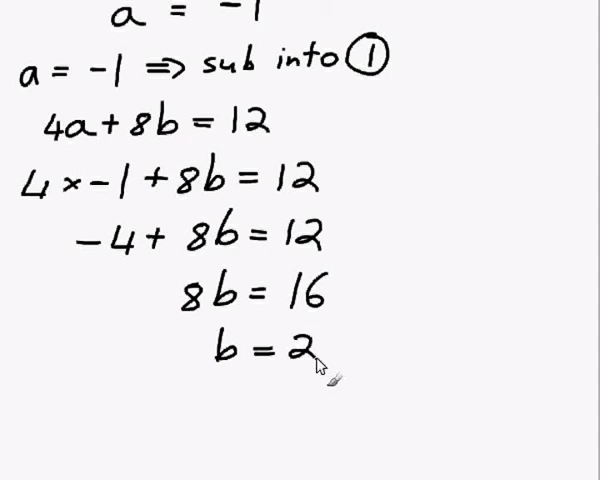 a = -1
a = -1 ⇒ sub into ①
4a + 8b = 12
4 × -1 + 8b = 12
-4 + 8b = 12
8b = 16
b = 2